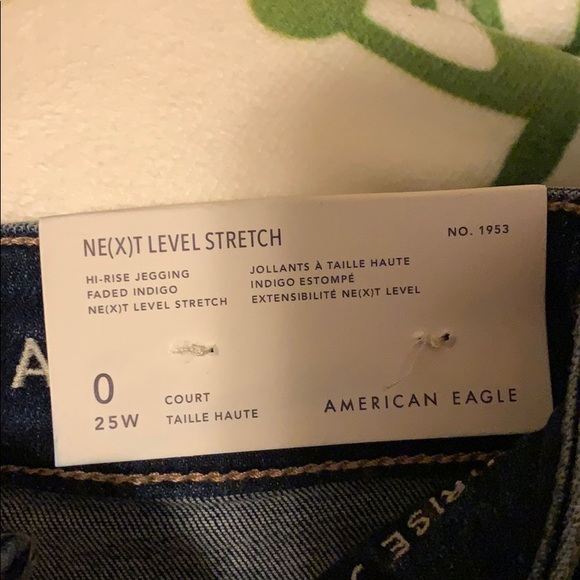 NE(X)T LEVEL STRETCH
NO. 1953
HI-RISE JEGGING
FADED INDIGO
NE(X)T LEVEL STRETCH
JOLLANTS À TAILLE HAUTE
INDIGO ESTOMPÉ
EXTENSIBILITÉ NE(X)T LEVEL
0
25W
COURT
TAILLE HAUTE
AMERICAN EAGLE
A
RISE J